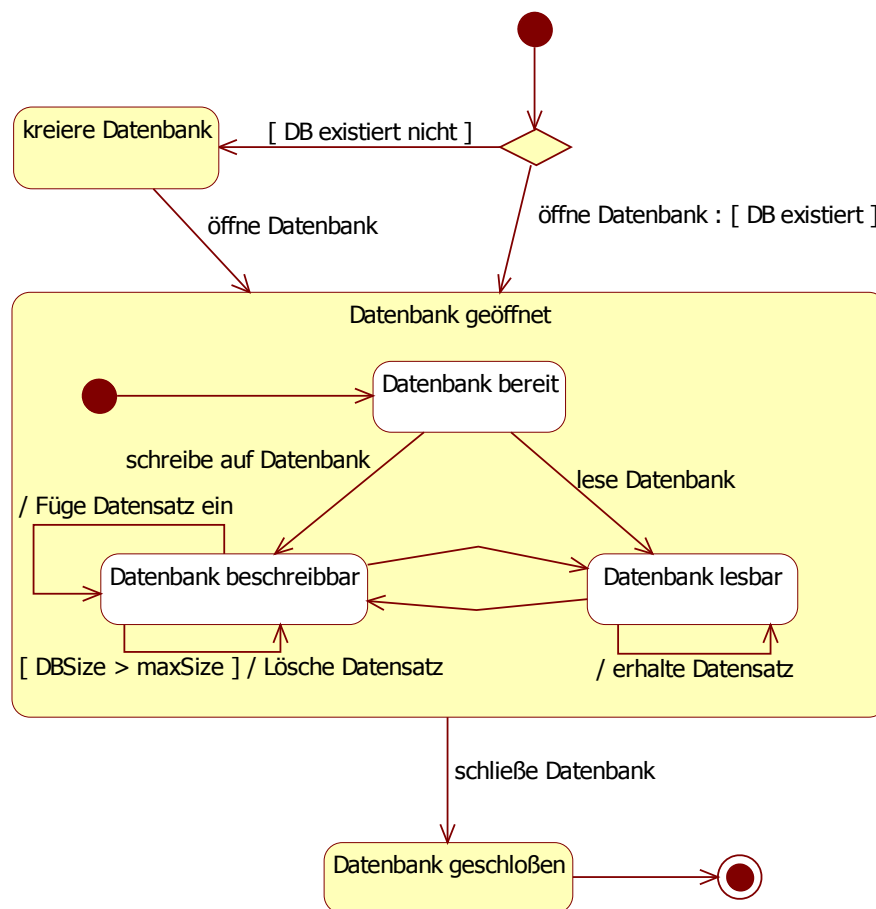 kreiere Datenbank
[ DB existiert nicht ]
öffne Datenbank
öffne Datenbank : [ DB existiert ]
Datenbank geöffnet
Datenbank bereit
schreibe auf Datenbank
lese Datenbank
/ Füge Datensatz ein
Datenbank beschreibbar
Datenbank lesbar
[ DBSize > maxSize ] / Lösche Datensatz
/ erhalte Datensatz
schließe Datenbank
Datenbank geschloßen